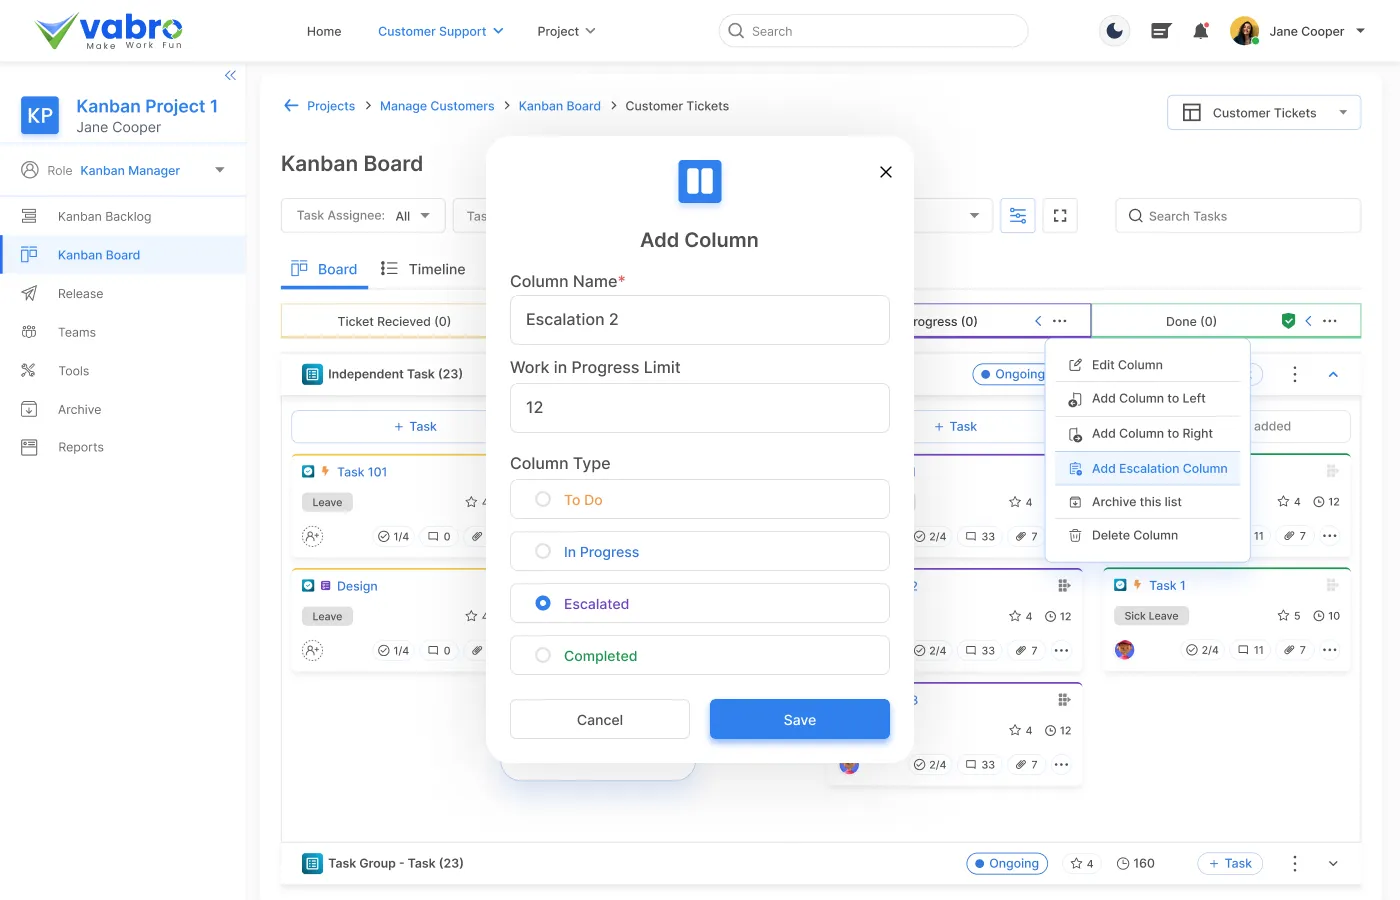 vabro
Make Work Fun
Home
Customer Support
Project
Search
Jane Cooper
KP
Kanban Project 1
Jane Cooper
Role Kanban Manager
Kanban Backlog
Kanban Board
Release
Teams
Tools
Archive
Reports
Projects > Manage Customers > Kanban Board > Customer Tickets
Customer Tickets
Kanban Board
Task Assignee: All
Tas
Search Tasks
Board
Timeline
Ticket Recieved (0)
rogress (0)
Done (0)
Independent Task (23)
Ongoing
+ Task
+ Task
added
Task 101
Leave
4
1/4
0
Design
Leave
4
1/4
0
4
2/4
33
7
2
4
12
2/4
33
7
3
4
12
2/4
33
7
4
12
11
7
Task 1
Sick Leave
5
10
2/4
11
7
Edit Column
Add Column to Left
Add Column to Right
Add Escalation Column
Archive this list
Delete Column
Add Column
Column Name*
Escalation 2
Work in Progress Limit
12
Column Type
To Do
In Progress
Escalated
Completed
Cancel
Save
Task Group - Task (23)
Ongoing
4
160
+ Task